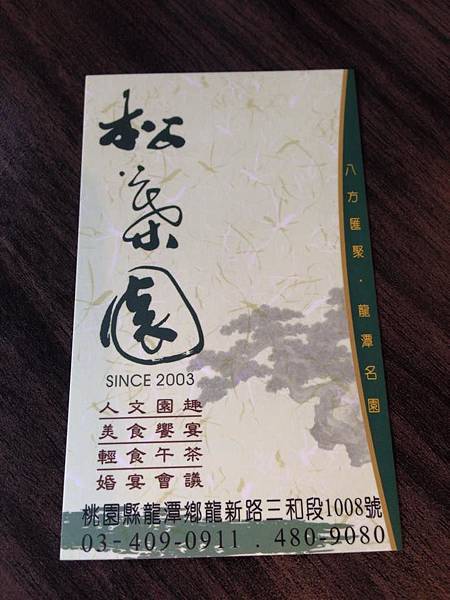 松葉園
SINCE 2003
人文園趣
美食饗宴
輕食午茶
婚宴會議
桃園縣龍潭鄉龍新路三和段1008號
03-409-0911 . 480-9080
八方匯聚・龍潭名園